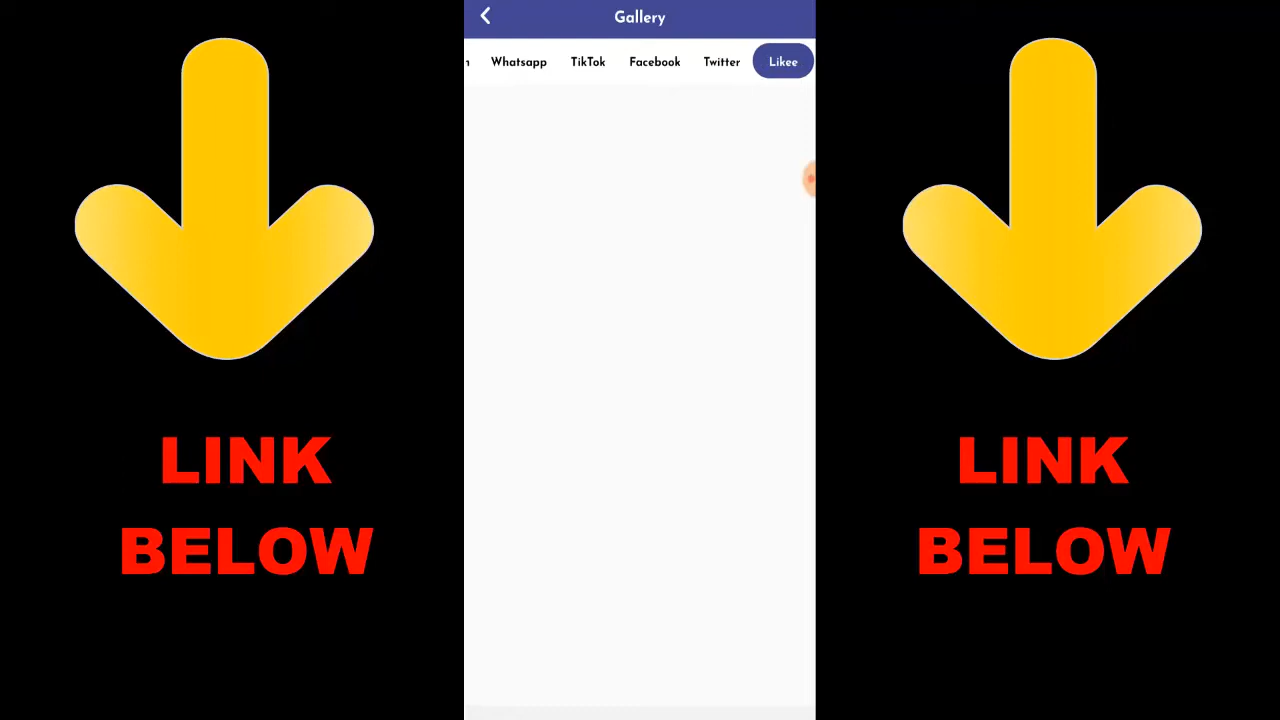 Gallery
Whatsapp TikTok Facebook Twitter Likee
LINK
BELOW
LINK
BELOW